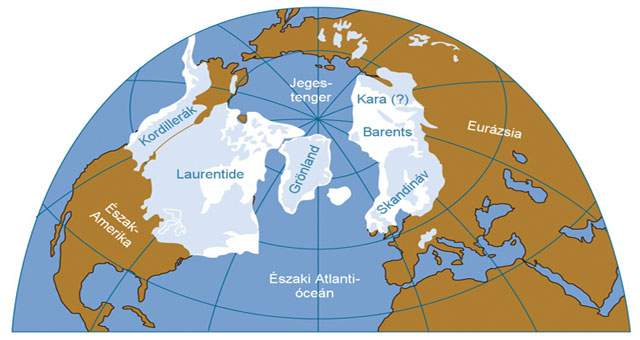 Jeges-
tenger
Kara (?)
Kordillerák
Barents
Eurázsia
Laurentide
Grönland
Skandináv
Észak-
Amerika
Északi Atlanti-
óceán